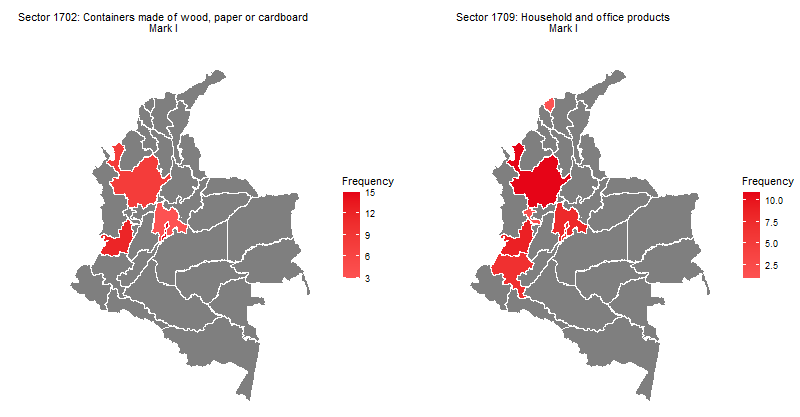 Sector 1702: Containers made of wood, paper or cardboard
Mark I
Frequency
15
12
9
6
3
Sector 1709: Household and office products
Mark I
Frequency
10.0
7.5
5.0
2.5